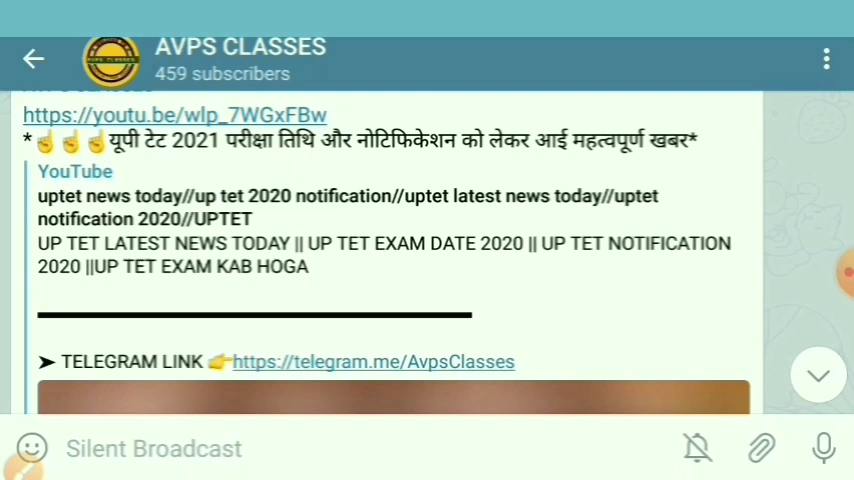 AVPS CLASSES
459 subscribers
https://youtu.be/wlp_7WGxFBw
*☝☝☝यूपी टेट 2021 परीक्षा तिथि और नोटिफिकेशन को लेकर आई महत्वपूर्ण खबर*
YouTube
uptet news today//up tet 2020 notification//uptet latest news today//uptet
notification 2020//UPTET
UP TET LATEST NEWS TODAY || UP TET EXAM DATE 2020 || UP TET NOTIFICATION
2020 ||UP TET EXAM KAB HOGA
➤ TELEGRAM LINK 👉https://telegram.me/AvpsClasses
Silent Broadcast